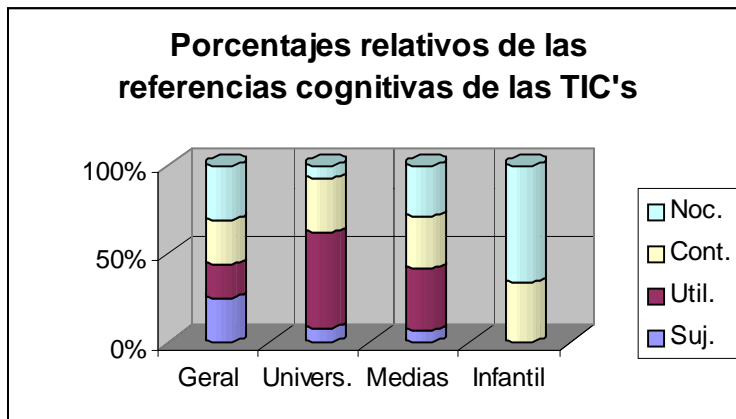 Porcentajes relativos de las
referencias cognitivas de las TIC's
100%
50%
0%
Geral Univers. Medias Infantil
Noc.
Cont.
Util.
Suj.